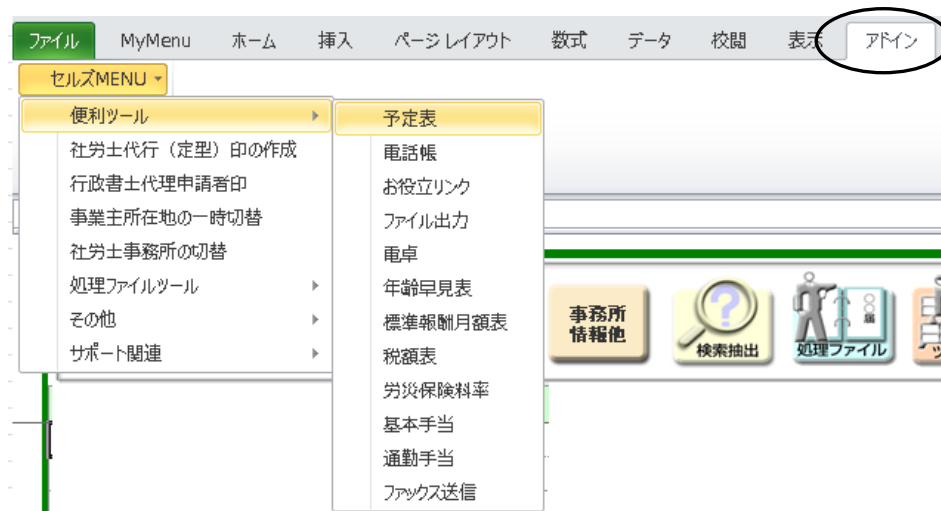 ファイル MyMenu ホーム 挿入 ページ レイアウト 数式 データ 校閲 表示 アドイン
セルズMENU
便利ツール
社労士代行（定型）印の作成
行政書士代理申請者印
事業主所在地の一時切替
社労士事務所の切替
処理ファイルツール
その他
サポート関連
予定表
電話帳
お役立リンク
ファイル出力
電卓
年齢早見表
標準報酬月額表
税額表
労災保険料率
基本手当
通勤手当
ファックス送信
事務所
情報他
検索抽出
届
処理ファイル
ツ